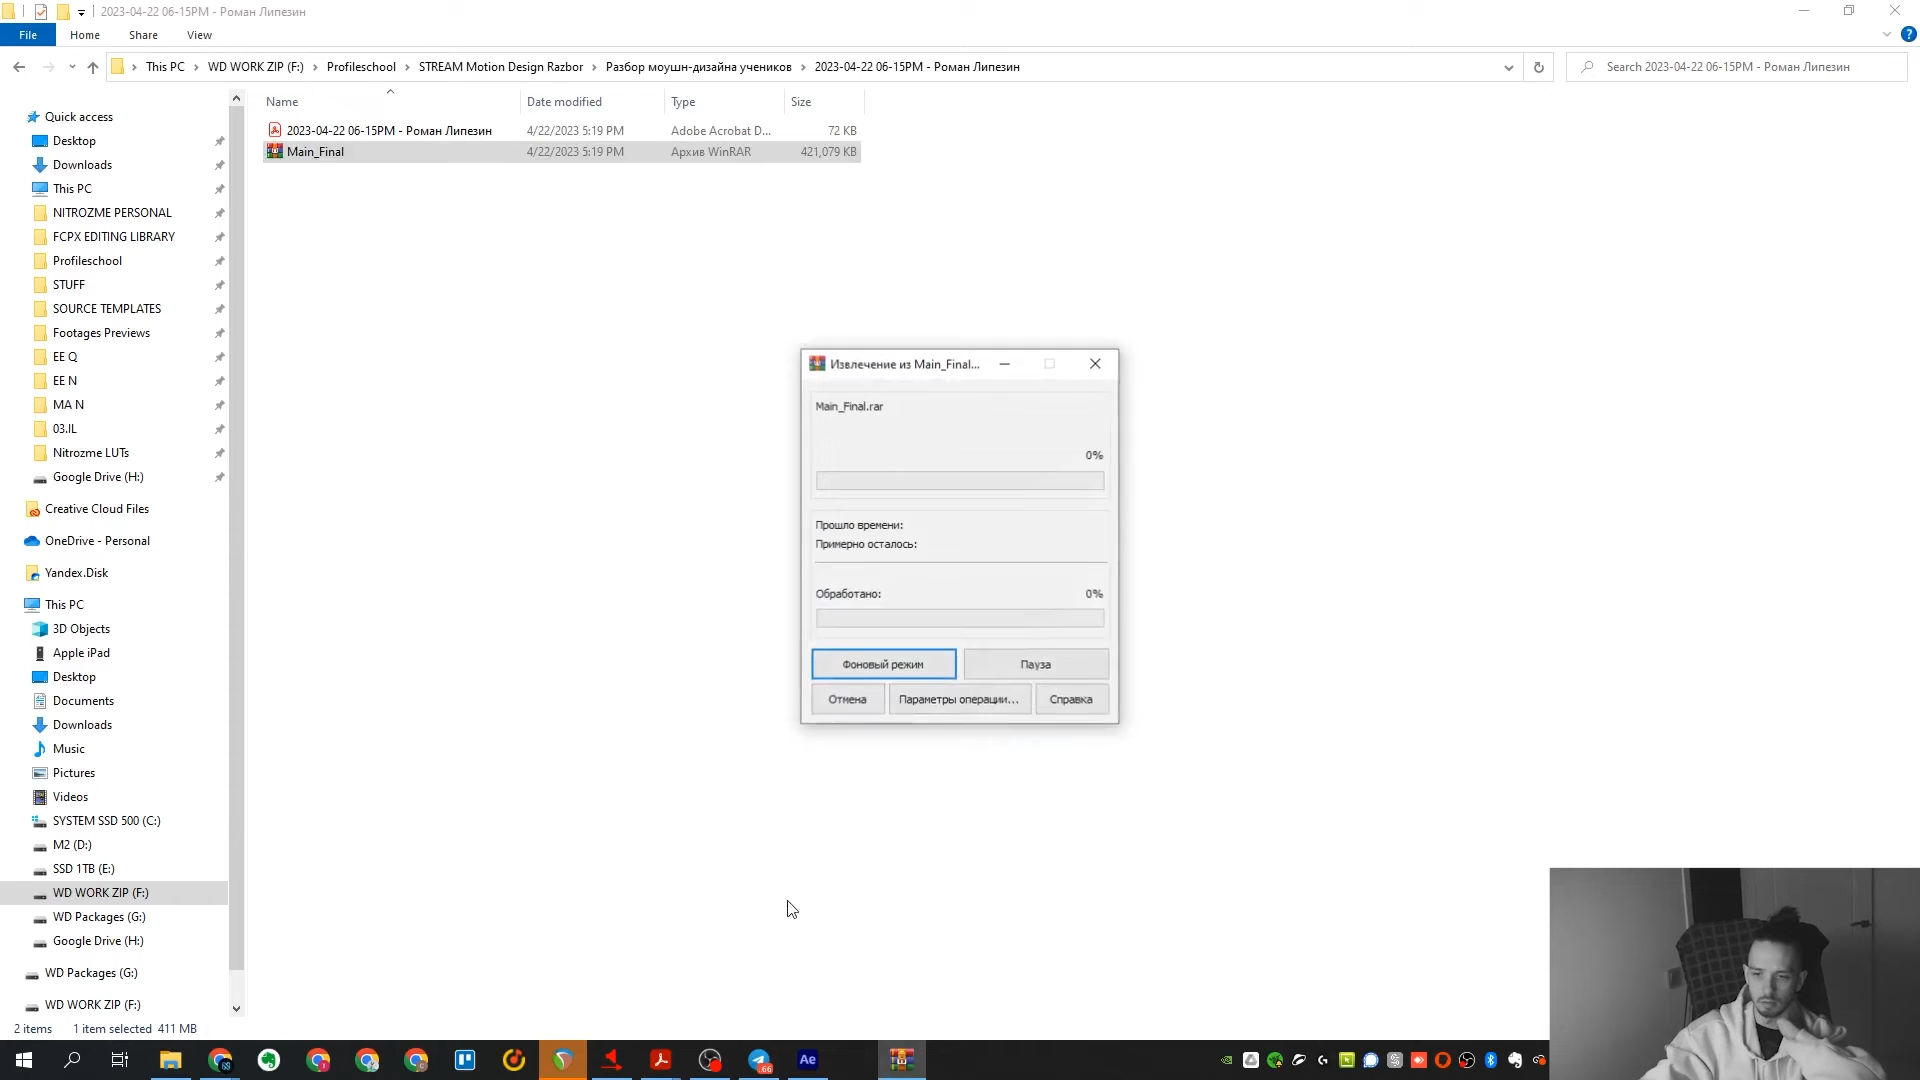 2023-04-22 06-15PM - Роман Липезин
File Home Share View
This PC WD WORK ZIP (F:) Profileschool STREAM Motion Design Razbor Разбор моушн-дизайна учеников 2023-04-22 06-15PM - Роман Липезин
Search 2023-04-22 06-15PM - Роман Липезин
Name Date modified Type Size
2023-04-22 06-15PM - Роман Липезин 4/22/2023 5:19 PM Adobe Acrobat D... 72 KB
Main_Final 4/22/2023 5:19 PM Архив WinRAR 421,079 KB
Quick access
Desktop
Downloads
This PC
NITROZME PERSONAL
FCPX EDITING LIBRARY
Profileschool
STUFF
SOURCE TEMPLATES
Footages Previews
EE Q
EE N
MA N
03.IL
Nitrozme LUTs
Google Drive (H:)
Creative Cloud Files
OneDrive - Personal
Yandex.Disk
This PC
3D Objects
Apple iPad
Desktop
Documents
Downloads
Music
Pictures
Videos
SYSTEM SSD 500 (C:)
M2 (D:)
SSD 1TB (E:)
WD WORK ZIP (F:)
WD Packages (G:)
Google Drive (H:)
WD Packages (G:)
WD WORK ZIP (F:)
2 items 1 item selected 411 MB
Извлечение из Main_Final...
Main_Final.rar
0%
Прошло времени:
Примерно осталось:
Обработано: 0%
Фоновый режим Пауза
Отмена Параметры операции... Справка
66
Ae